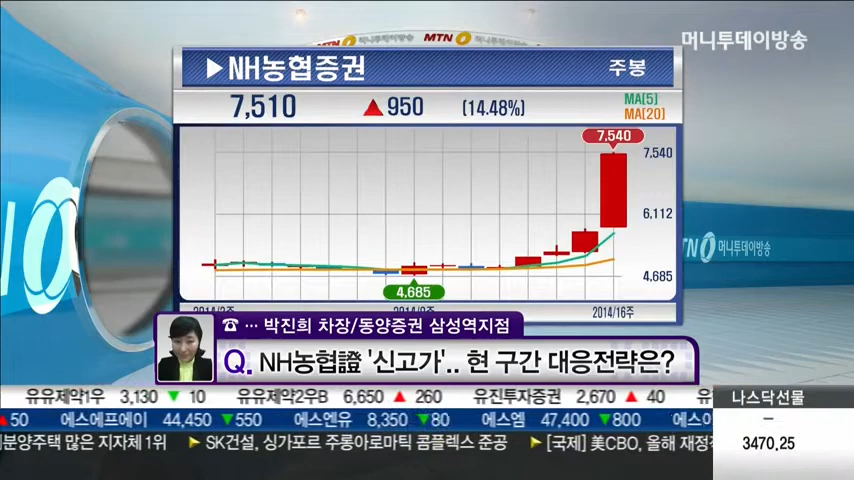 MTN 머니투데이방송 MTN 머니투데이방송
머니투데이방송
▶NH농협증권 주봉
7,510 ▲950 (14.48%) MA[5]
MA[20]
7,540
7,540
6,112
4,685
4,685
2014/16주
MTN 머니투데이방송
☎ ··· 박진희 차장/동양증권 삼성역지점
Q. NH농협證 '신고가'.. 현 구간 대응전략은?
유유제약1우 3,130 ▼ 10 유유제약2우B 6,650 ▲ 260 유진투자증권 2,670 ▲ 40
▲50 에스에프에이 44,450 ▼550 에스엔유 8,350 ▼80 에스엠 47,400 ▼800
많은 지자체 1위 ▶SK건설, 싱가포르 주롱아로마틱 콤플렉스 준공 ▶[국제] 美CBO, 올해
나스닥선물
–
3470.25